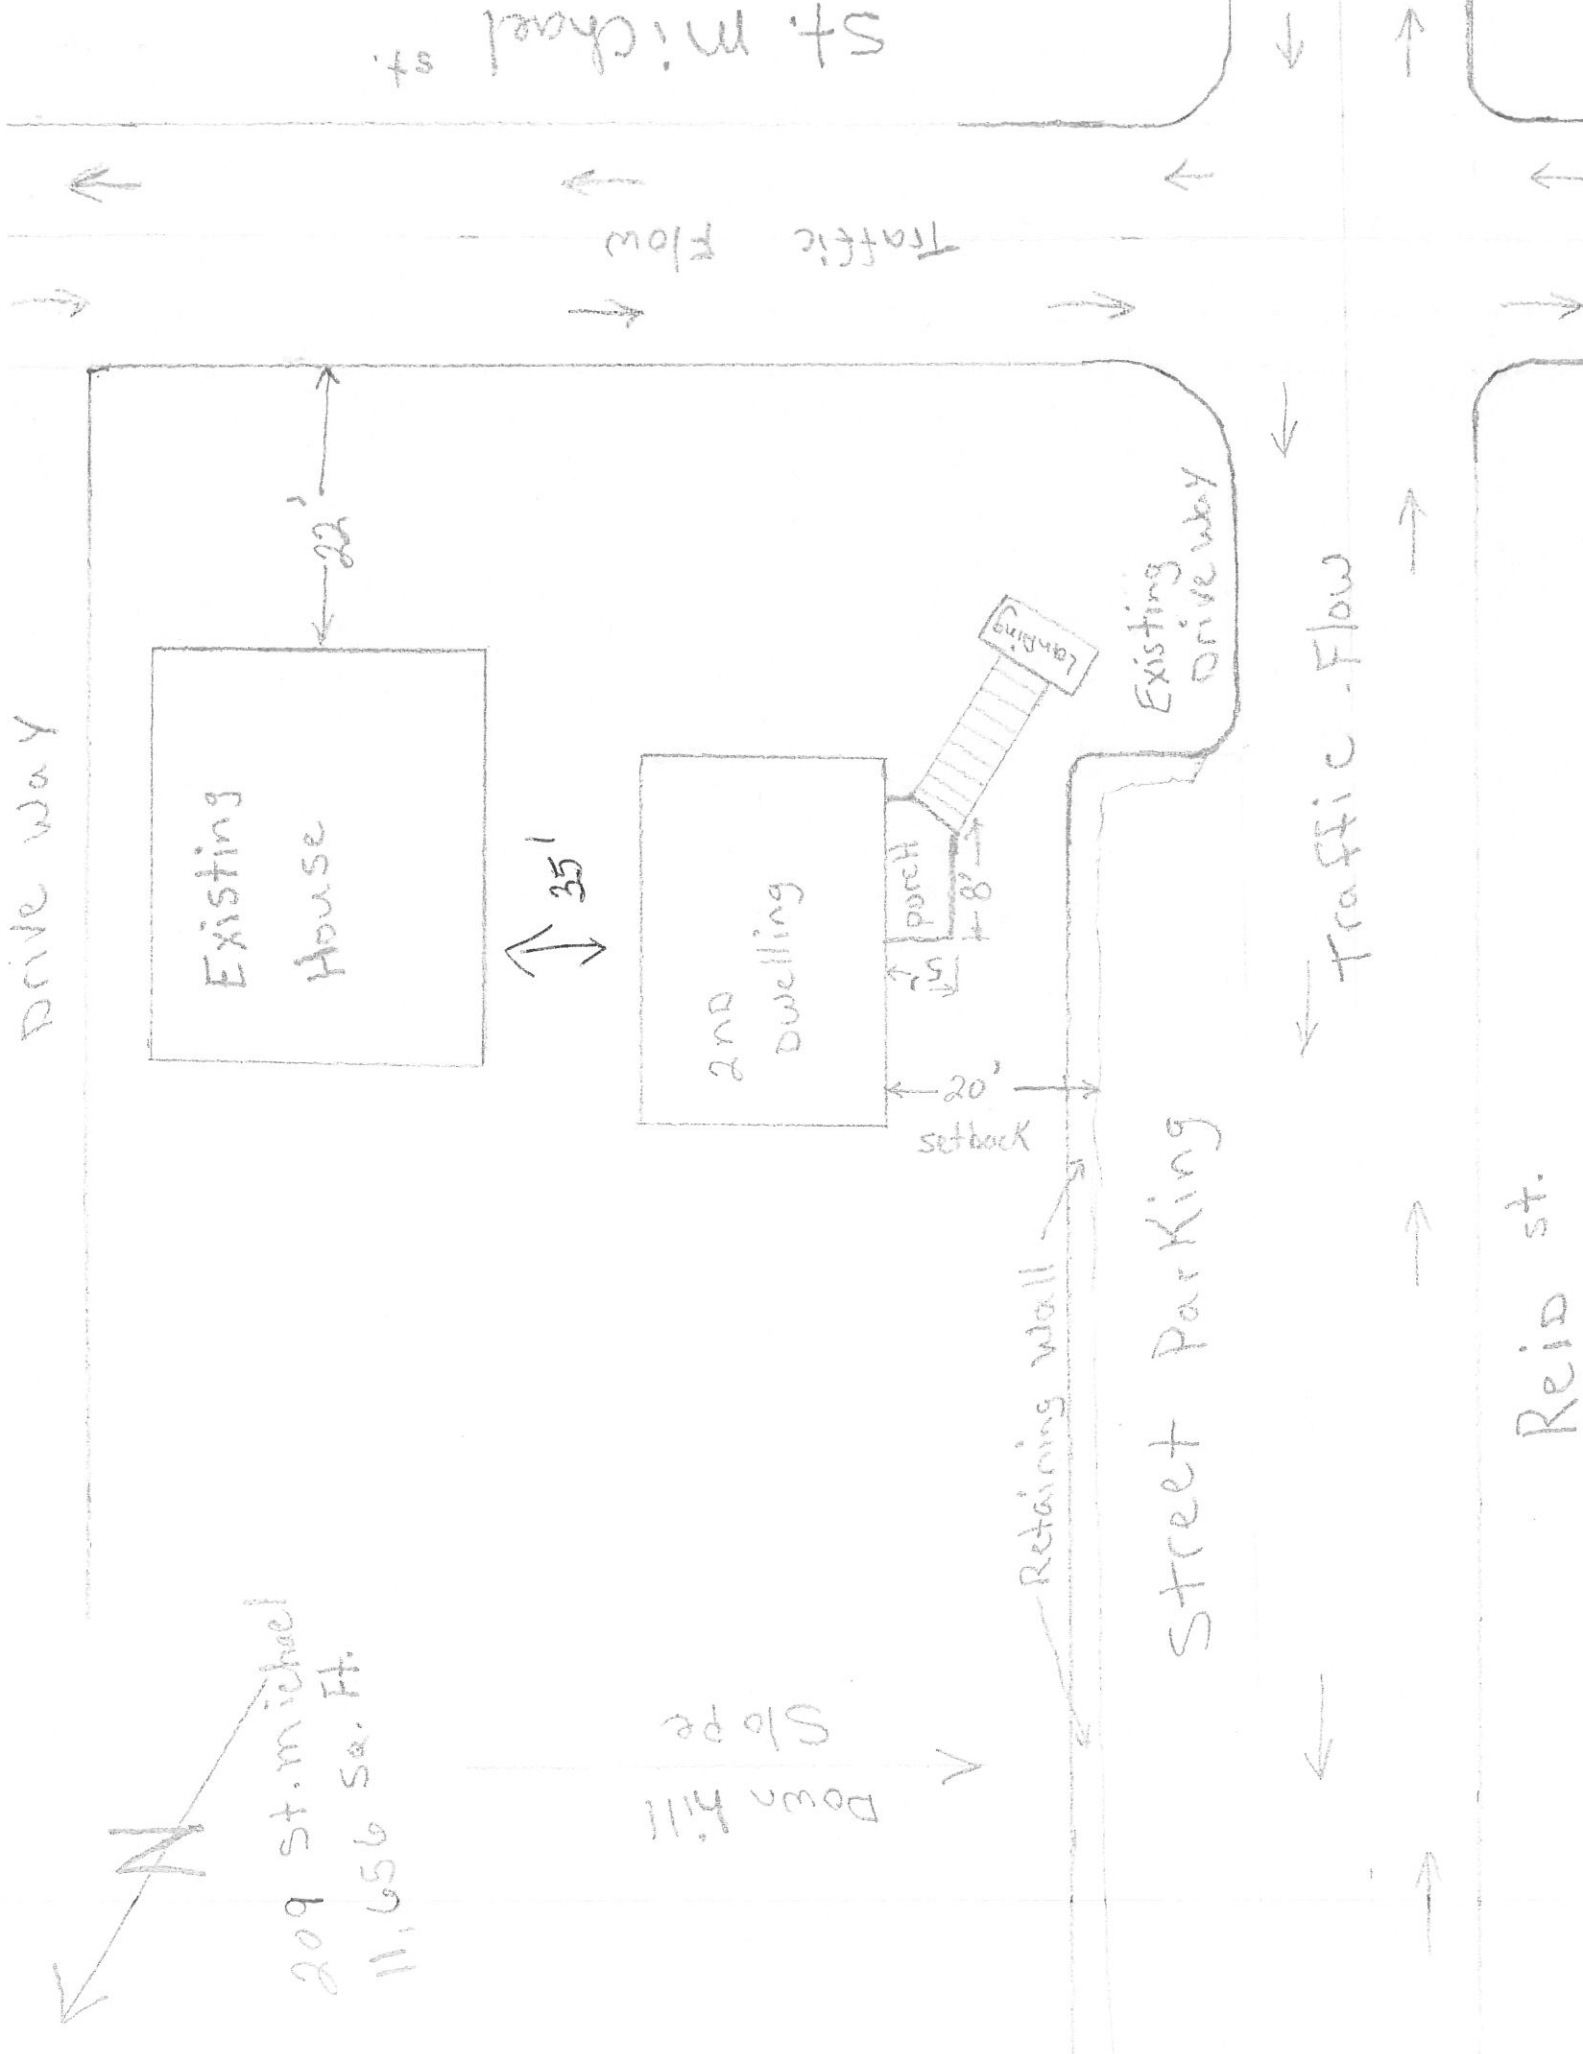 St. Michael st.
Traffic Flow
Drive Way
22'
Existing
House
35'
2nd
Dwelling
porcH
Landing
8'
5'
20'
setback
Existing
Drive Way
Traffic Flow
Retaining Wall
Street Parking
Reid St.
Down hill
Slope
N
209 St. Michael
11,656 Sq. Ft.